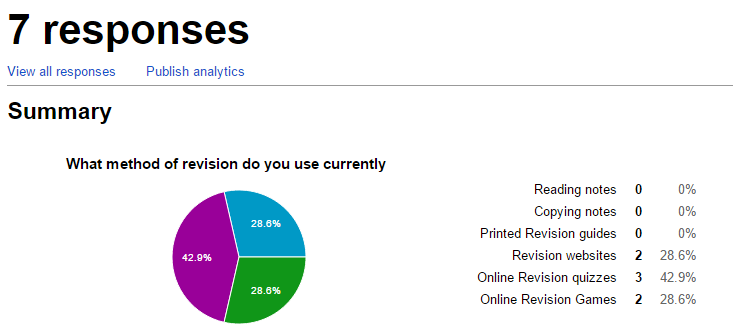 7 responses
View all responses Publish analytics
Summary
What method of revision do you use currently
28.6%
42.9%
28.6%
Reading notes 0 0%
Copying notes 0 0%
Printed Revision guides 0 0%
Revision websites 2 28.6%
Online Revision quizzes 3 42.9%
Online Revision Games 2 28.6%